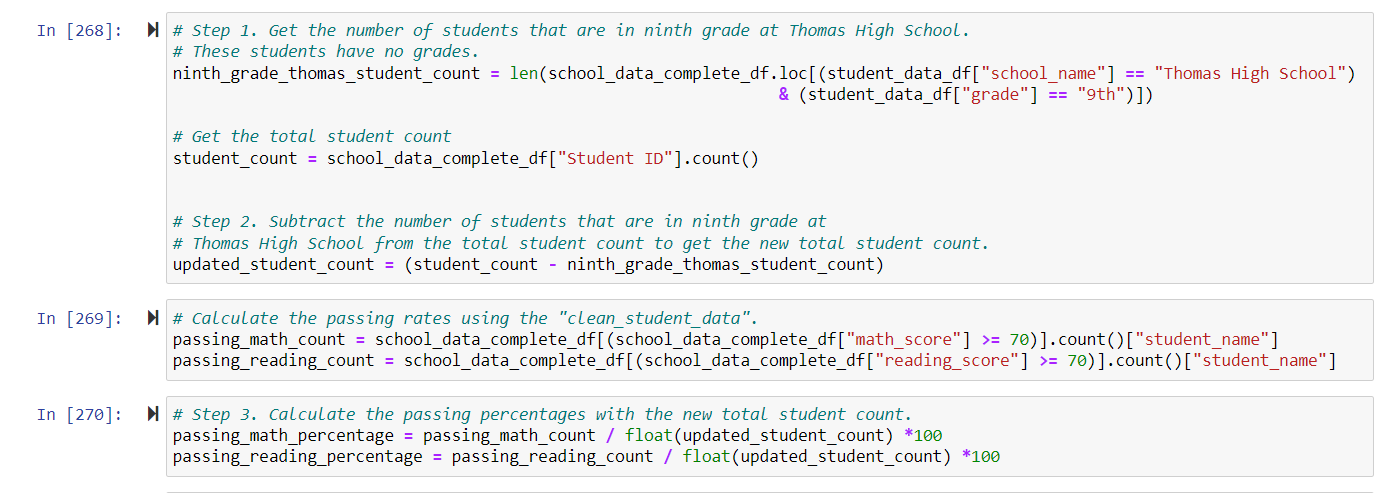 In [268]:
# Step 1. Get the number of students that are in ninth grade at Thomas High School.
# These students have no grades.
ninth_grade_thomas_student_count = len(school_data_complete_df.loc[(student_data_df["school_name"] == "Thomas High School")
& (student_data_df["grade"] == "9th")])
# Get the total student count
student_count = school_data_complete_df["Student ID"].count()
# Step 2. Subtract the number of students that are in ninth grade at
# Thomas High School from the total student count to get the new total student count.
updated_student_count = (student_count - ninth_grade_thomas_student_count)
In [269]:
# Calculate the passing rates using the "clean_student_data".
passing_math_count = school_data_complete_df[(school_data_complete_df["math_score"] >= 70)].count()["student_name"]
passing_reading_count = school_data_complete_df[(school_data_complete_df["reading_score"] >= 70)].count()["student_name"]
In [270]:
# Step 3. Calculate the passing percentages with the new total student count.
passing_math_percentage = passing_math_count / float(updated_student_count) *100
passing_reading_percentage = passing_reading_count / float(updated_student_count) *100